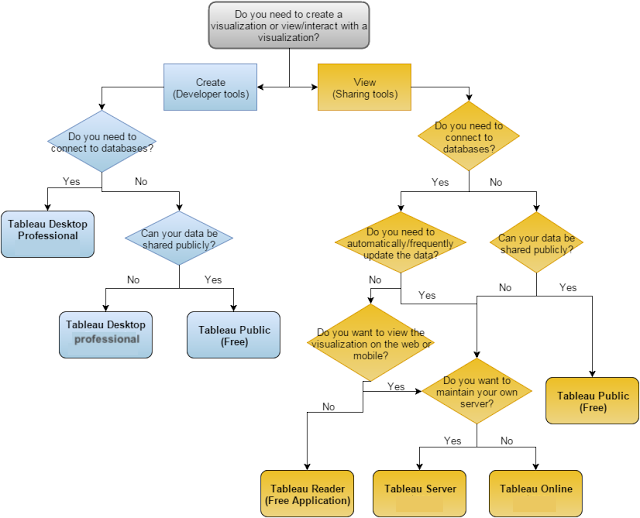 Do you need to create a
visualization or view/interact with a
visualization?
Create
(Developer tools)
View
(Sharing tools)
Do you need to
connect to databases?
Do you need to
connect to
databases?
Yes
No
Yes
No
Tableau Desktop
Professional
Can your data be
shared publicly?
Do you need to
automatically/frequently
update the data?
Can your data be
shared publicly?
No
Yes
No
Yes
No
Yes
Tableau Desktop
professional
Tableau Public
(Free)
Do you want to view the
visualization on the web or
mobile?
Do you want to
maintain your own
server?
Tableau Public
(Free)
Yes
No
Yes
No
Tableau Reader
(Free Application)
Tableau Server
Tableau Online